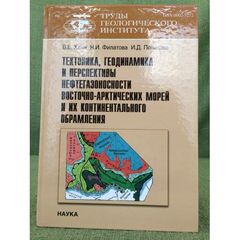 ТРУДЫ
ГЕОЛОГИЧЕСКОГО
ИНСТИТУТА
В.Е. Хаин Н.И. Филатова И.Д. Полякова
ТЕКТОНИКА, ГЕОДИНАМИКА
И ПЕРСПЕКТИВЫ
НЕФТЕГАЗОНОСНОСТИ
ВОСТОЧНО-АРКТИЧЕСКИХ МОРЕЙ
И ИХ КОНТИНЕНТАЛЬНОГО
ОБРАМЛЕНИЯ
НАУКА